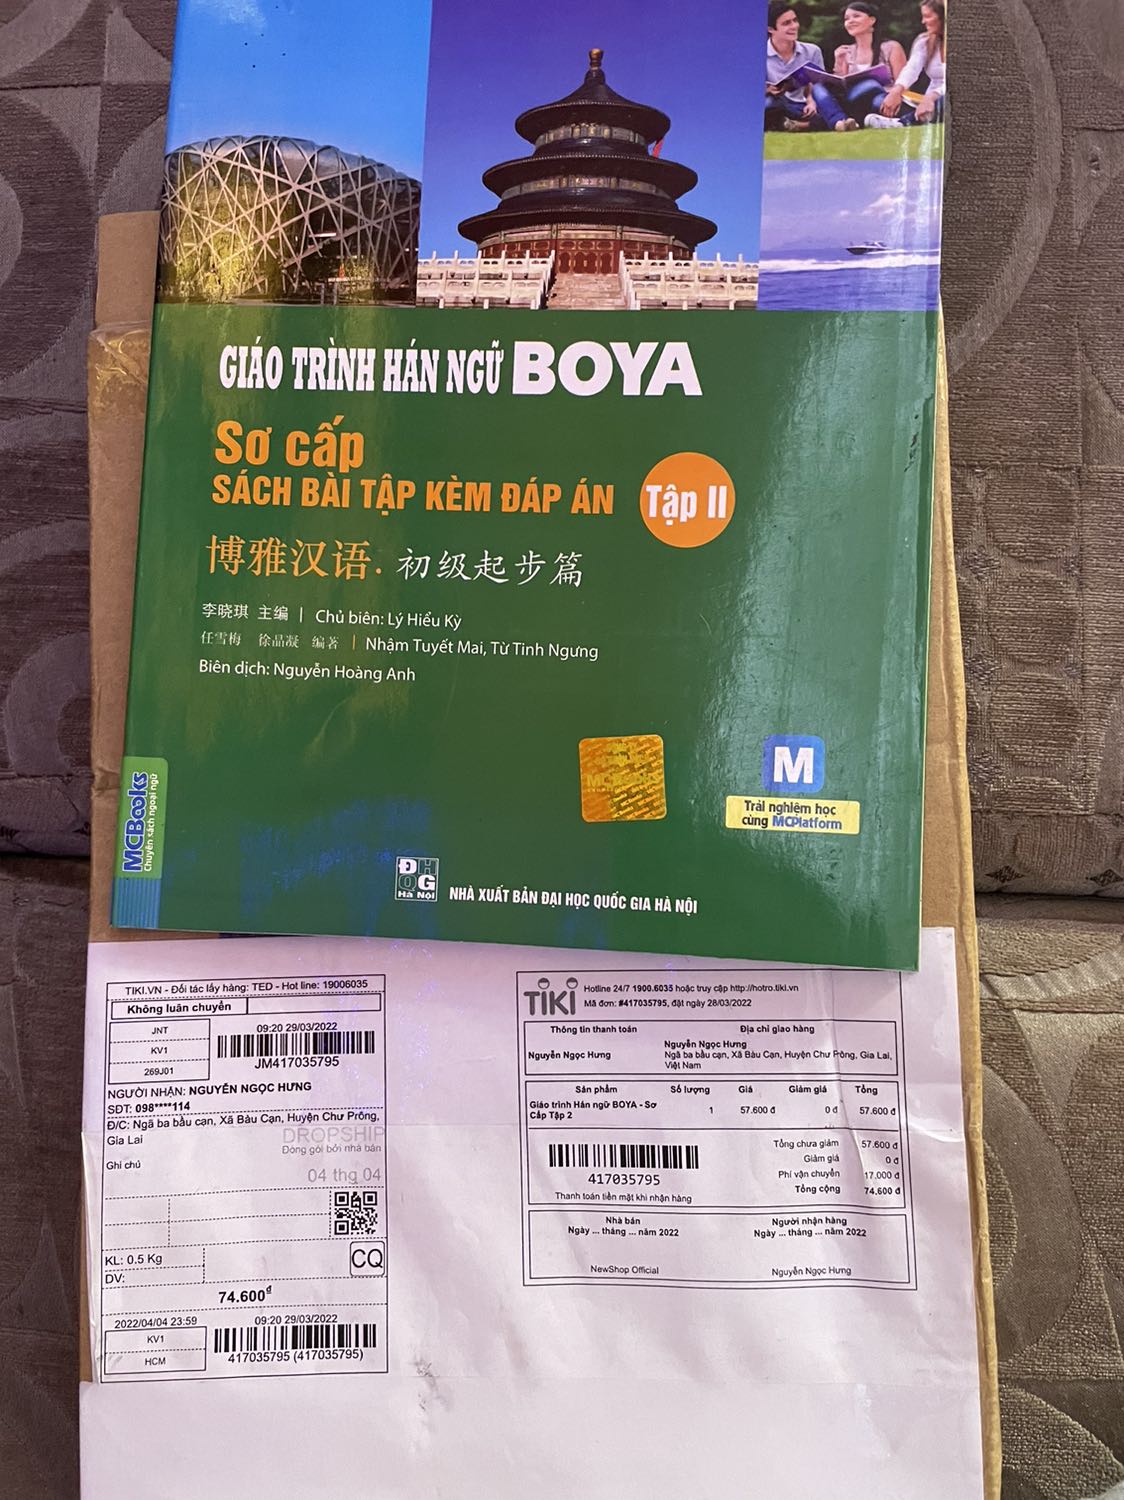 GIÁO TRÌNH HÁN NGỮ BOYA
Sơ cấp
SÁCH BÀI TẬP KÈM ĐÁP ÁN
Tập II
博雅汉语. 初级起步篇
李晓琪 主编 | Chủ biên: Lý Hiểu Kỳ
任雪梅 徐晶凝 编著 | Nhậm Tuyết Mai, Từ Tinh Ngưng
Biên dịch: Nguyễn Hoàng Anh
MCBooks
Chuyên sách ngoại ngữ
MCBooks
M
Trải nghiệm học
cùng MCPlatform
ĐH
QG
Hà Nội
NHÀ XUẤT BẢN ĐẠI HỌC QUỐC GIA HÀ NỘI
TIKI.VN - Đối tác lấy hàng: TED - Hot line: 19006035
Không luân chuyển
JNT
KV1
269J01
09:20 29/03/2022
JM417035795
NGƯỜI NHẬN: NGUYỄN NGỌC HƯNG
SĐT: 098****114
Đ/C: Ngã ba bầu cạn, Xã Bàu Cạn, Huyện Chư Prông,
Gia Lai
DROPSHIP
Đóng gói bởi nhà bán
Ghi chú
04 thg 04
KL: 0.5 Kg
CQ
DV:
74.600đ
2022/04/04 23:59
KV1
HCM
09:20 29/03/2022
417035795 (417035795)
TIKI
Hotline 24/7 1900.6035 hoặc truy cập http://hotro.tiki.vn
Mã đơn: #417035795, đặt ngày 28/03/2022
Thông tin thanh toán Địa chỉ giao hàng
Nguyễn Ngọc Hưng
Nguyễn Ngọc Hưng
Ngã ba bầu cạn, Xã Bàu Cạn, Huyện Chư Prông, Gia Lai,
Việt Nam
Sản phẩm Số lượng Giá Giảm giá Tổng
Giáo trình Hán ngữ BOYA - Sơ
Cấp Tập 2
1 57.600 đ 0 đ 57.600 đ
417035795
Thanh toán tiền mặt khi nhận hàng
Tổng chưa giảm 57.600 đ
Giảm giá 0 đ
Phí vận chuyển 17.000 đ
Tổng cộng 74.600 đ
Nhà bán
Ngày ... tháng ... năm 2022
NewShop Official
Người nhận hàng
Ngày ... tháng ... năm 2022
Nguyễn Ngọc Hưng